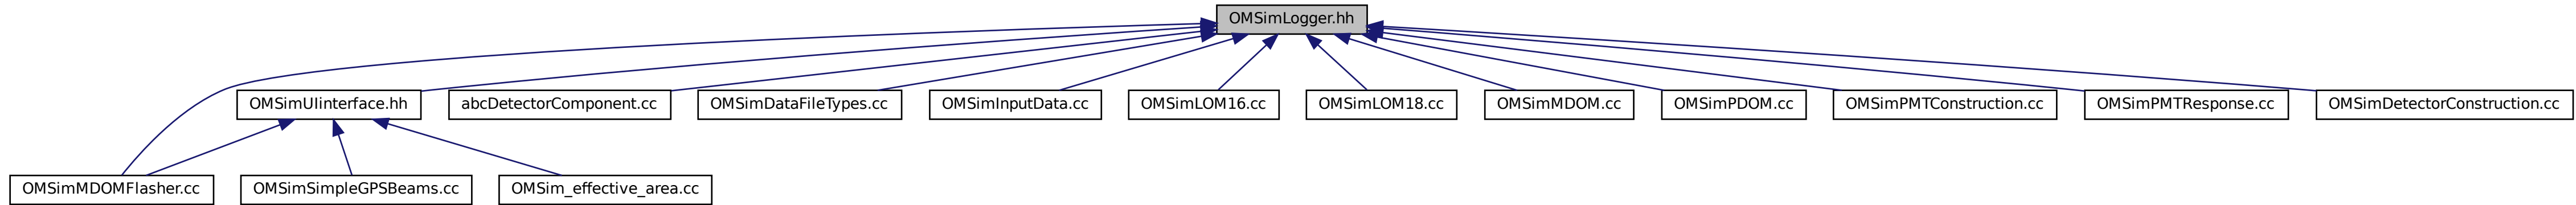 OMSimLogger.hh
OMSimUIinterface.hh
abcDetectorComponent.cc
OMSimDataFileTypes.cc
OMSimInputData.cc
OMSimLOM16.cc
OMSimLOM18.cc
OMSimMDOM.cc
OMSimPDOM.cc
OMSimPMTConstruction.cc
OMSimPMTResponse.cc
OMSimDetectorConstruction.cc
OMSimMDOMFlasher.cc
OMSimSimpleGPSBeams.cc
OMSim_effective_area.cc